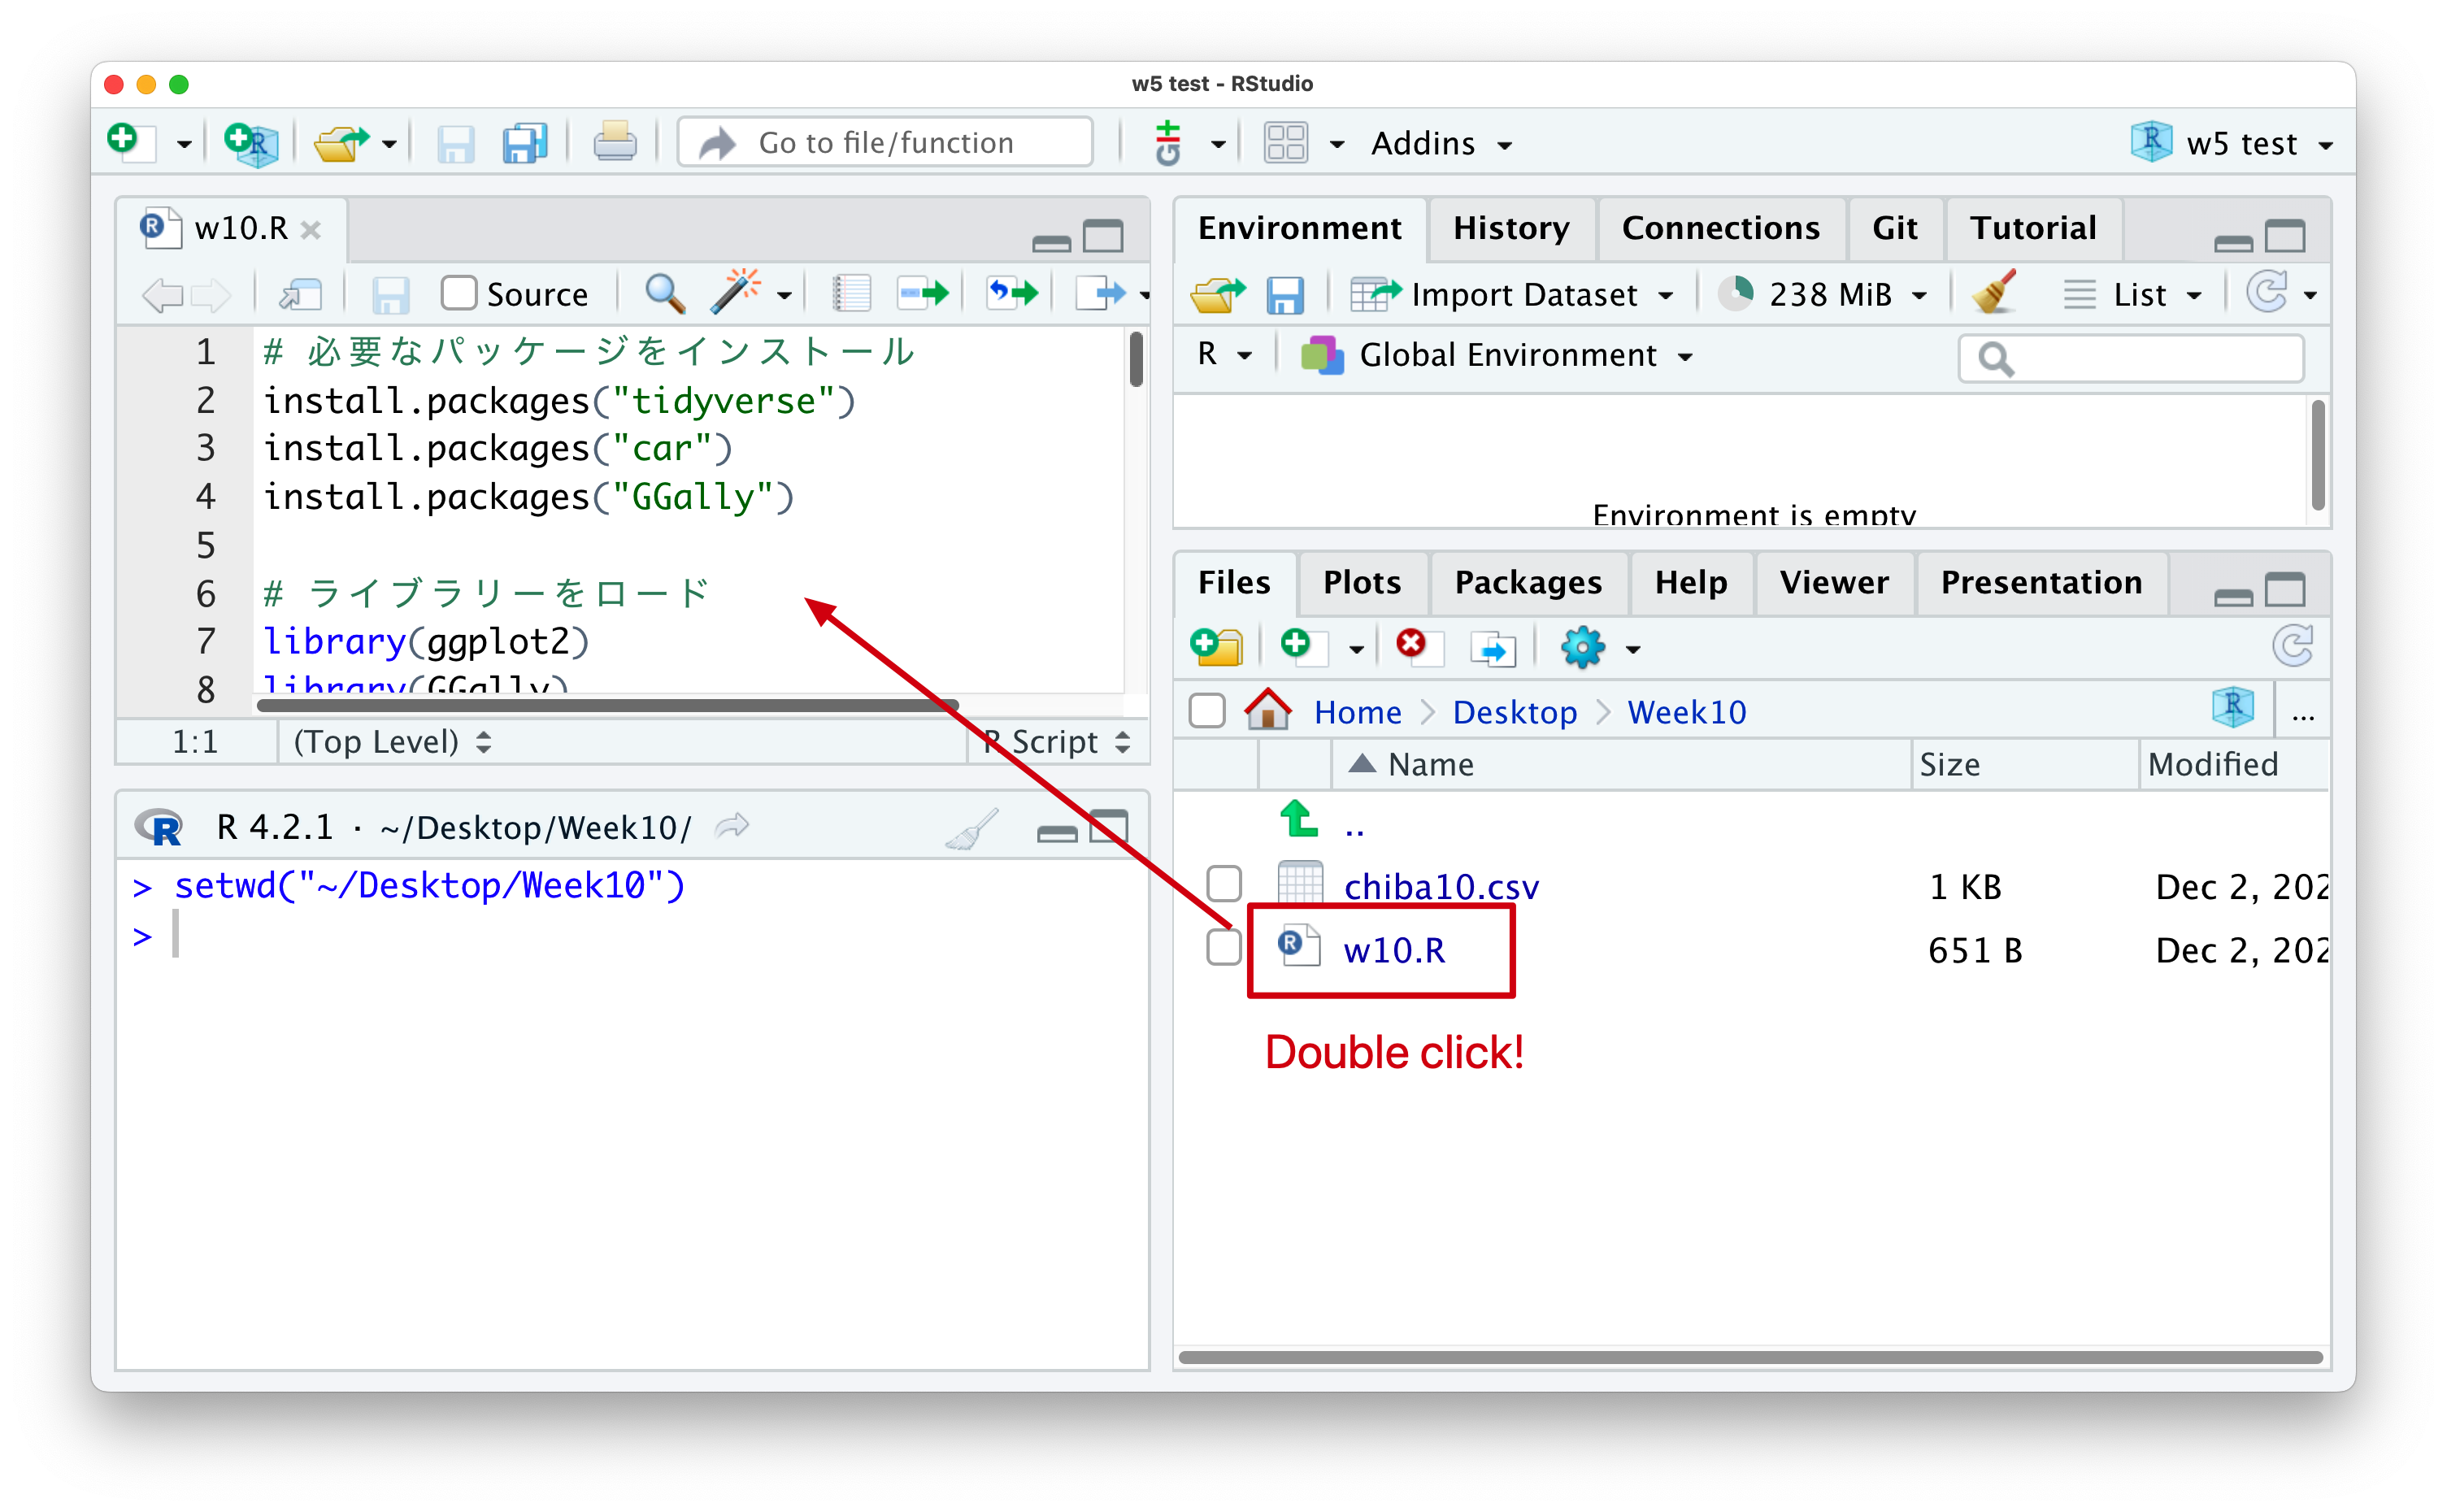 w5 test - RStudio
Go to file/function
Git
Addins
w5 test
w10.R
Source
1 # 必要なパッケージをインストール
2 install.packages("tidyverse")
3 install.packages("car")
4 install.packages("GGally")
5
6 # ライブラリーをロード
7 library(ggplot2)
8 library(GGally)
1:1 (Top Level) R Script
R 4.2.1 · ~/Desktop/Week10/
> setwd("~/Desktop/Week10")
>
Environment History Connections Git Tutorial
Import Dataset 238 MiB List
R Global Environment
Environment is empty
Files Plots Packages Help Viewer Presentation
Home Desktop Week10 ...
Name Size Modified
..
chiba10.csv 1 KB Dec 2, 202
w10.R 651 B Dec 2, 202
Double click!